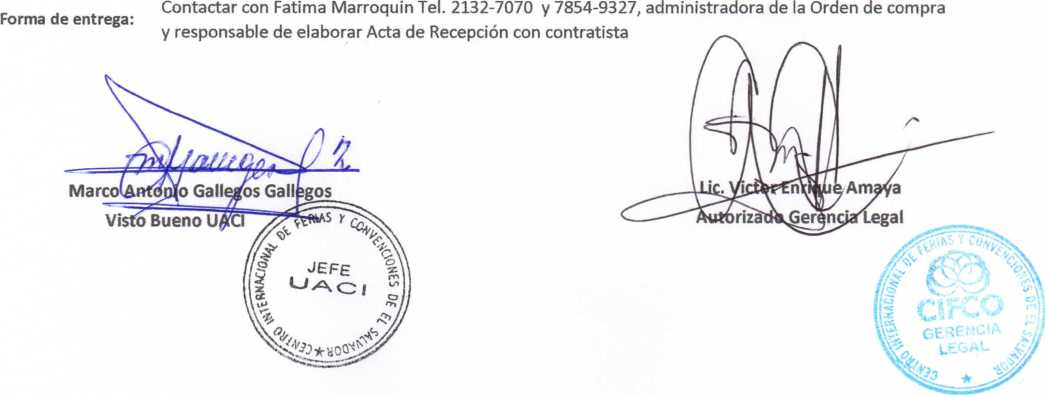 Forma de entrega:
Contactar con Fatima Marroquin Tel. 2132-7070 y 7854-9327, administradora de la Orden de compra
y responsable de elaborar Acta de Recepción con contratista
Marco Antonio Gallegos Gallegos
Visto Bueno UACI
Lic. Victor Enrique Amaya
Autorizado Gerencia Legal
CENTRO INTERNACIONAL DE FERIAS Y CONVENCIONES DE EL SALVADOR
JEFE
UACI
CENTRO INTERNACIONAL DE FERIAS Y CONVENCIONES DE EL SALVADOR
CIFCO
GERENCIA
LEGAL